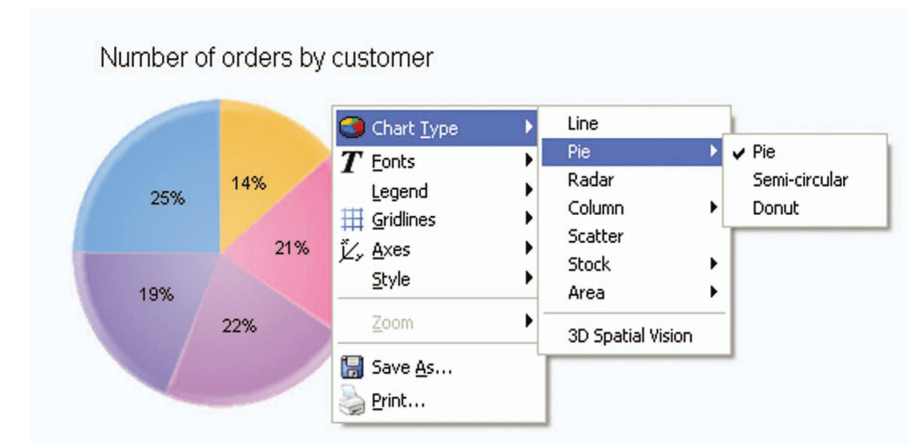 Number of orders by customer
25%
14%
21%
19%
22%
Chart Type
Fonts
Legend
Gridlines
Axes
Style
Zoom
Save As...
Print...
Line
Pie
Radar
Column
Scatter
Stock
Area
3D Spatial Vision
Pie
Semi-circular
Donut